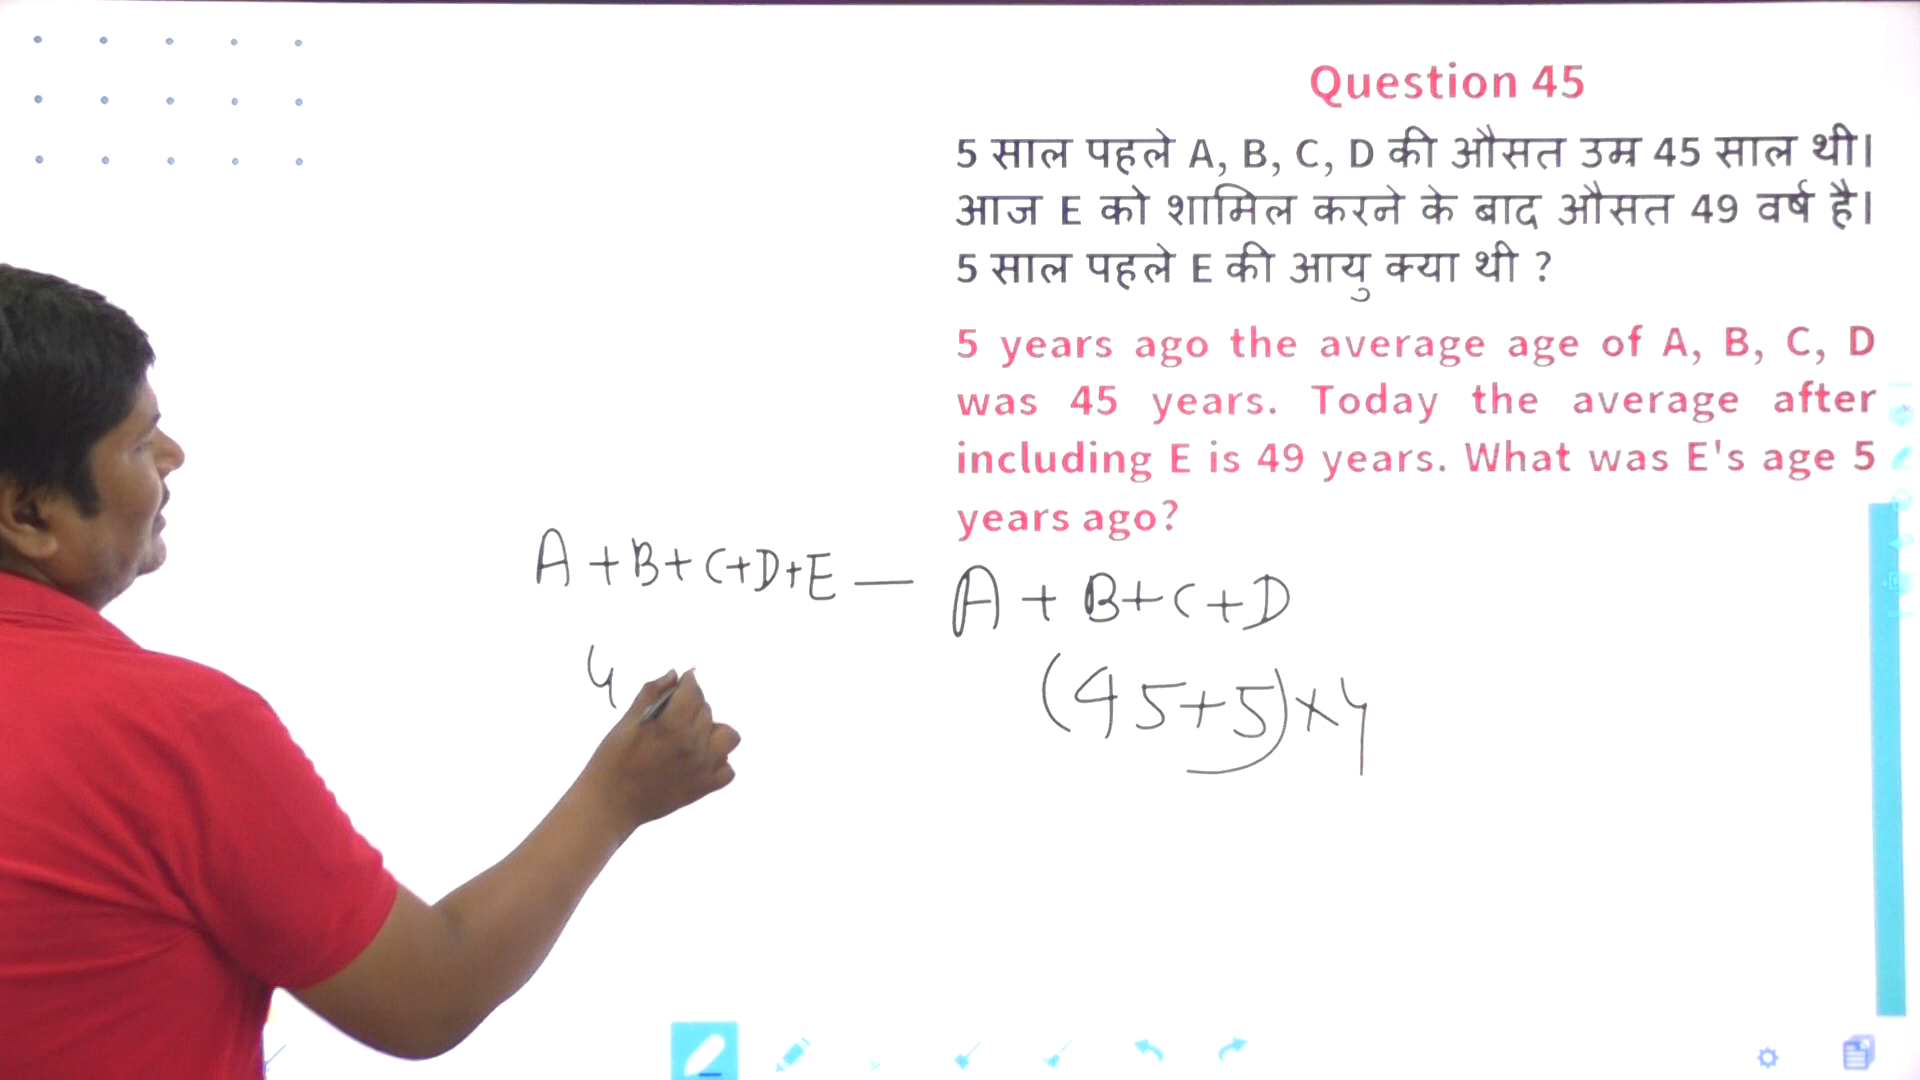 Question 45
5 साल पहले A, B, C, D की औसत उम्र 45 साल थी।
आज E को शामिल करने के बाद औसत 49 वर्ष है।
5 साल पहले E की आयु क्या थी ?
5 years ago the average age of A, B, C, D
was 45 years. Today the average after
including E is 49 years. What was E's age 5
years ago?
A+B+C+D+E — A+B+C+D
4 (45+5)×4